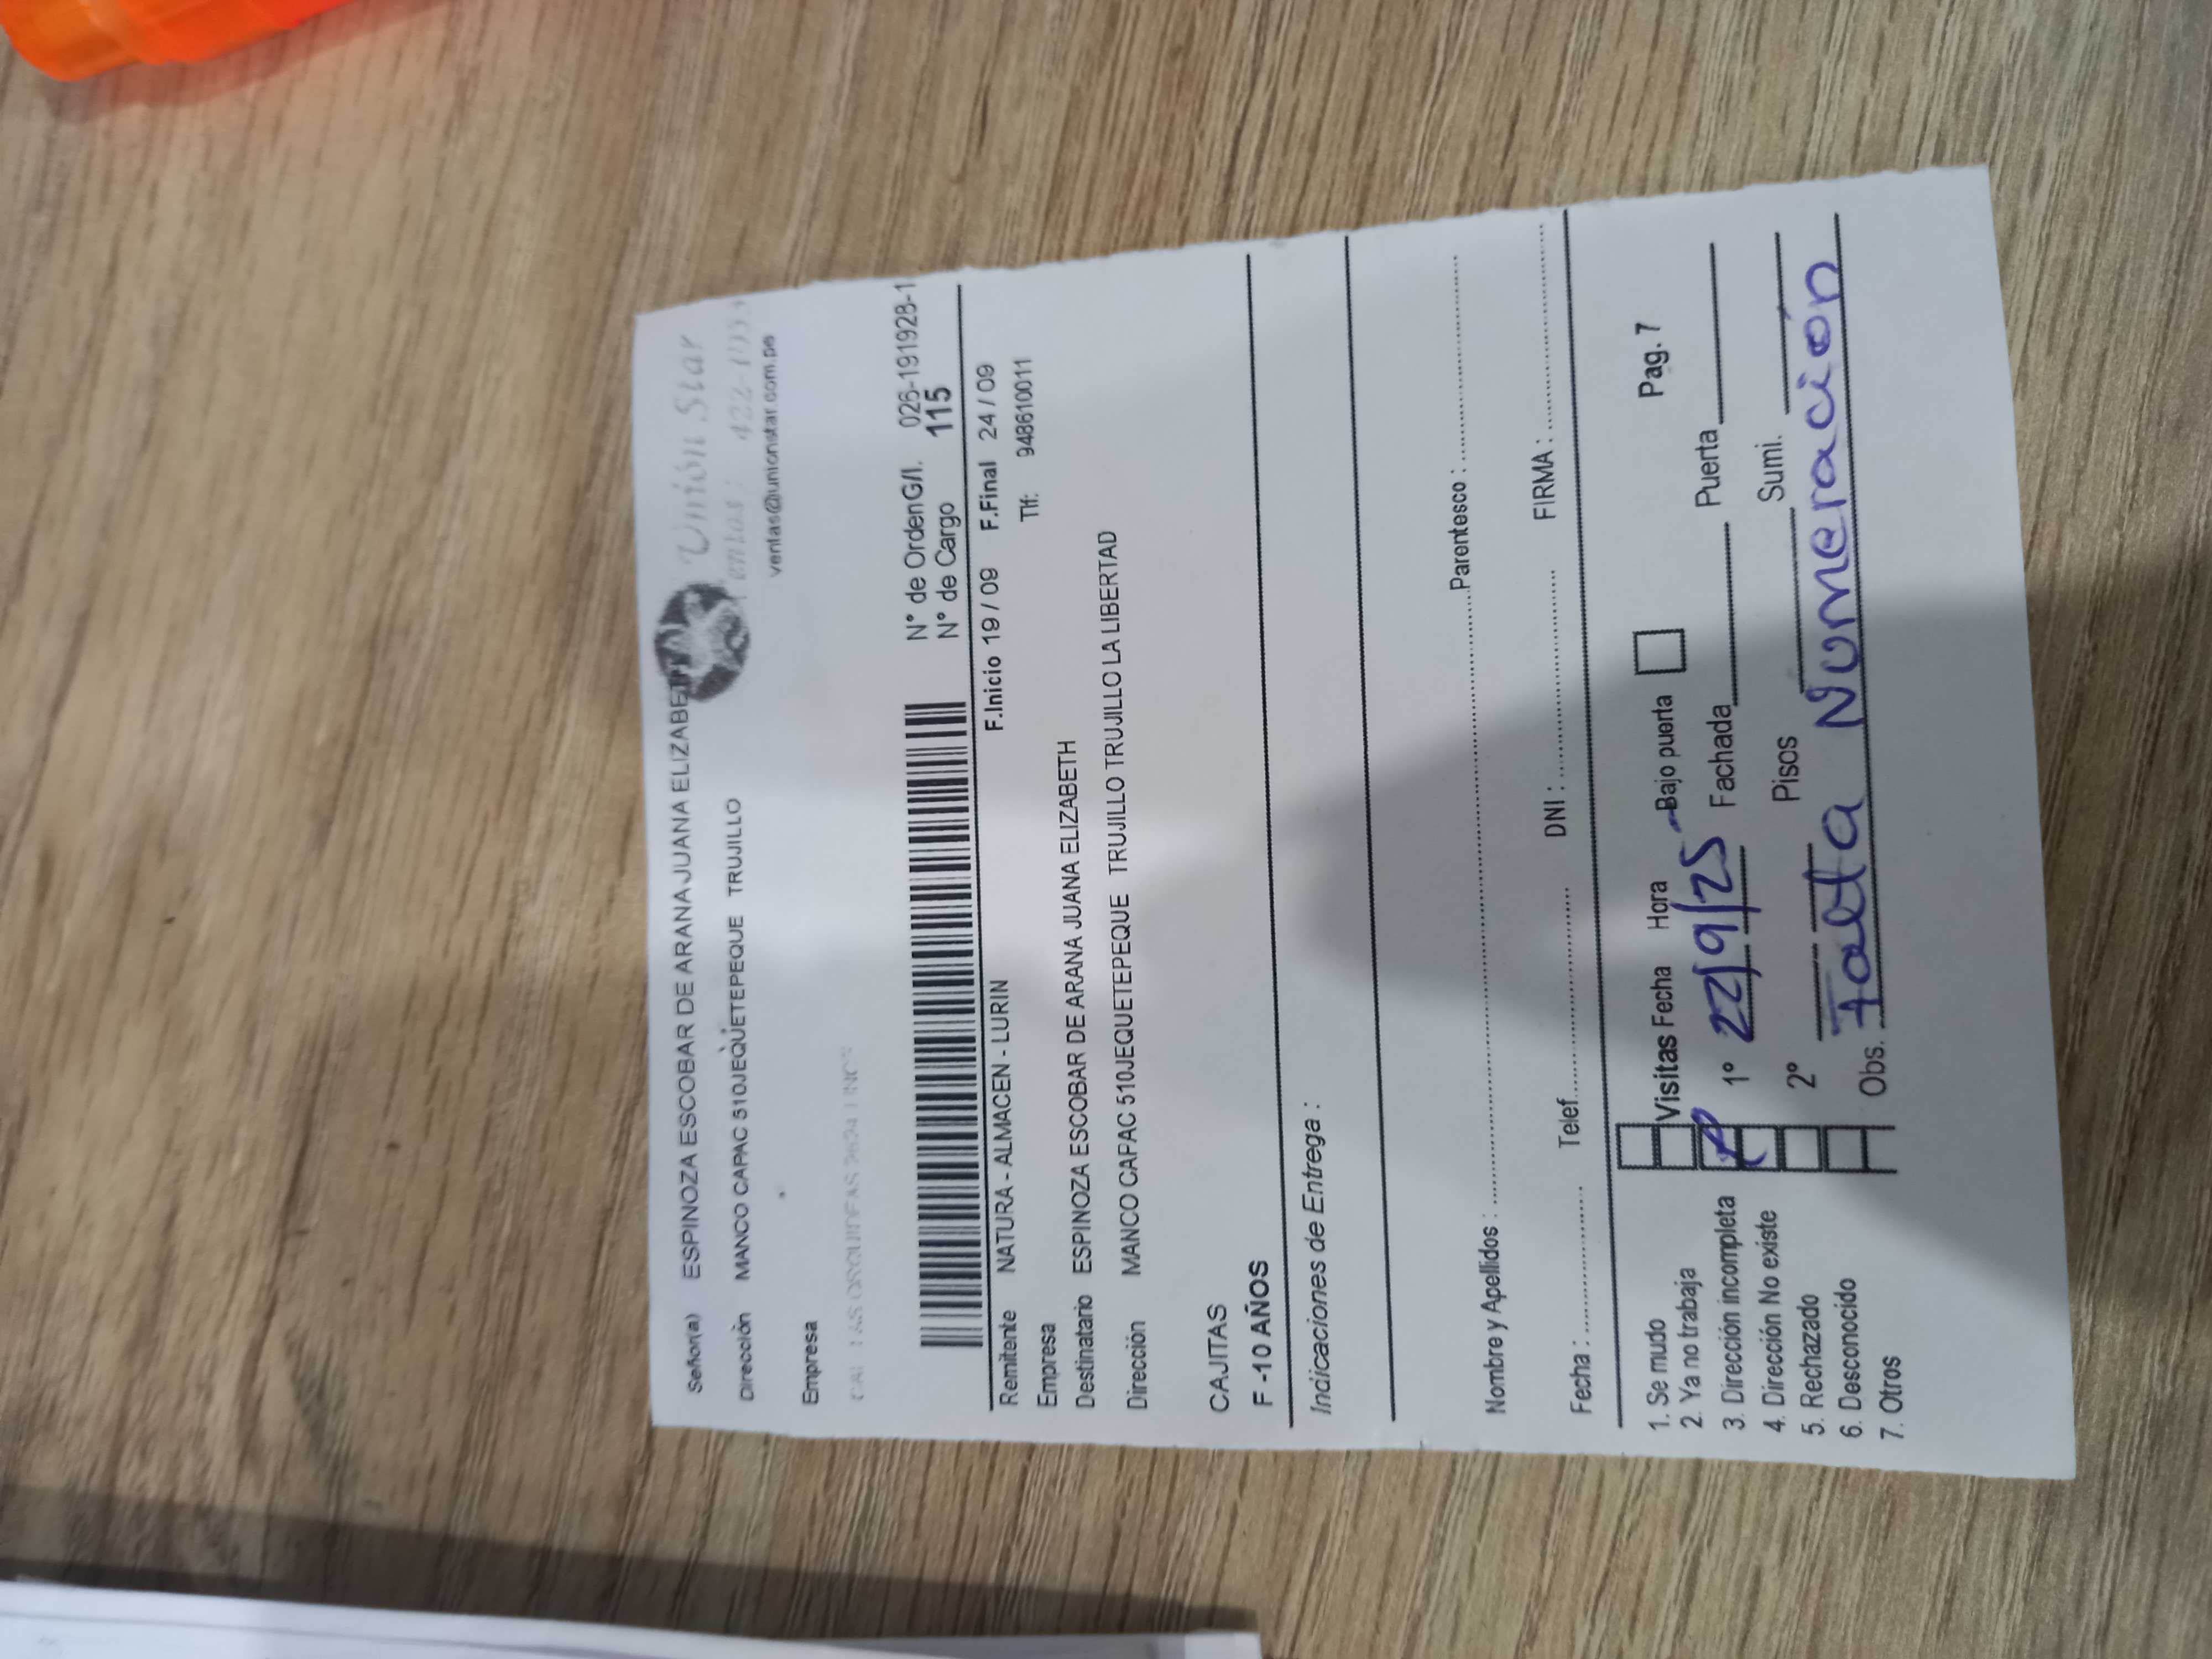 Señor(a) ESPINOZA ESCOBAR DE ARANA JUANA ELIZABETH
Unión Star
Dirección MANCO CAPAC 510JEQUETEPEQUE TRUJILLO
ventas@unionstar.com.pe
Empresa
N° de Orden G/I. 026-191928-1
N° de Cargo 115
F.Inicio 19 / 09 F.Final 24 / 09
Remitente NATURA - ALMACEN - LURIN
Tlf: 948610011
Empresa
Destinatario ESPINOZA ESCOBAR DE ARANA JUANA ELIZABETH
Dirección MANCO CAPAC 510JEQUETEPEQUE TRUJILLO TRUJILLO LA LIBERTAD
CAJITAS
F -10 AÑOS
Indicaciones de Entrega :
Nombre y Apellidos : Parentesco :
Fecha : Telef. DNI : FIRMA :
1. Se mudo
2. Ya no trabaja
3. Dirección incompleta
4. Dirección No existe
5. Rechazado
6. Desconocido
7. Otros
Visitas Fecha Hora Bajo puerta Pag. 7
1° 22/9/25 Fachada Puerta
2° Pisos Sumi.
Obs. Falta Numeración